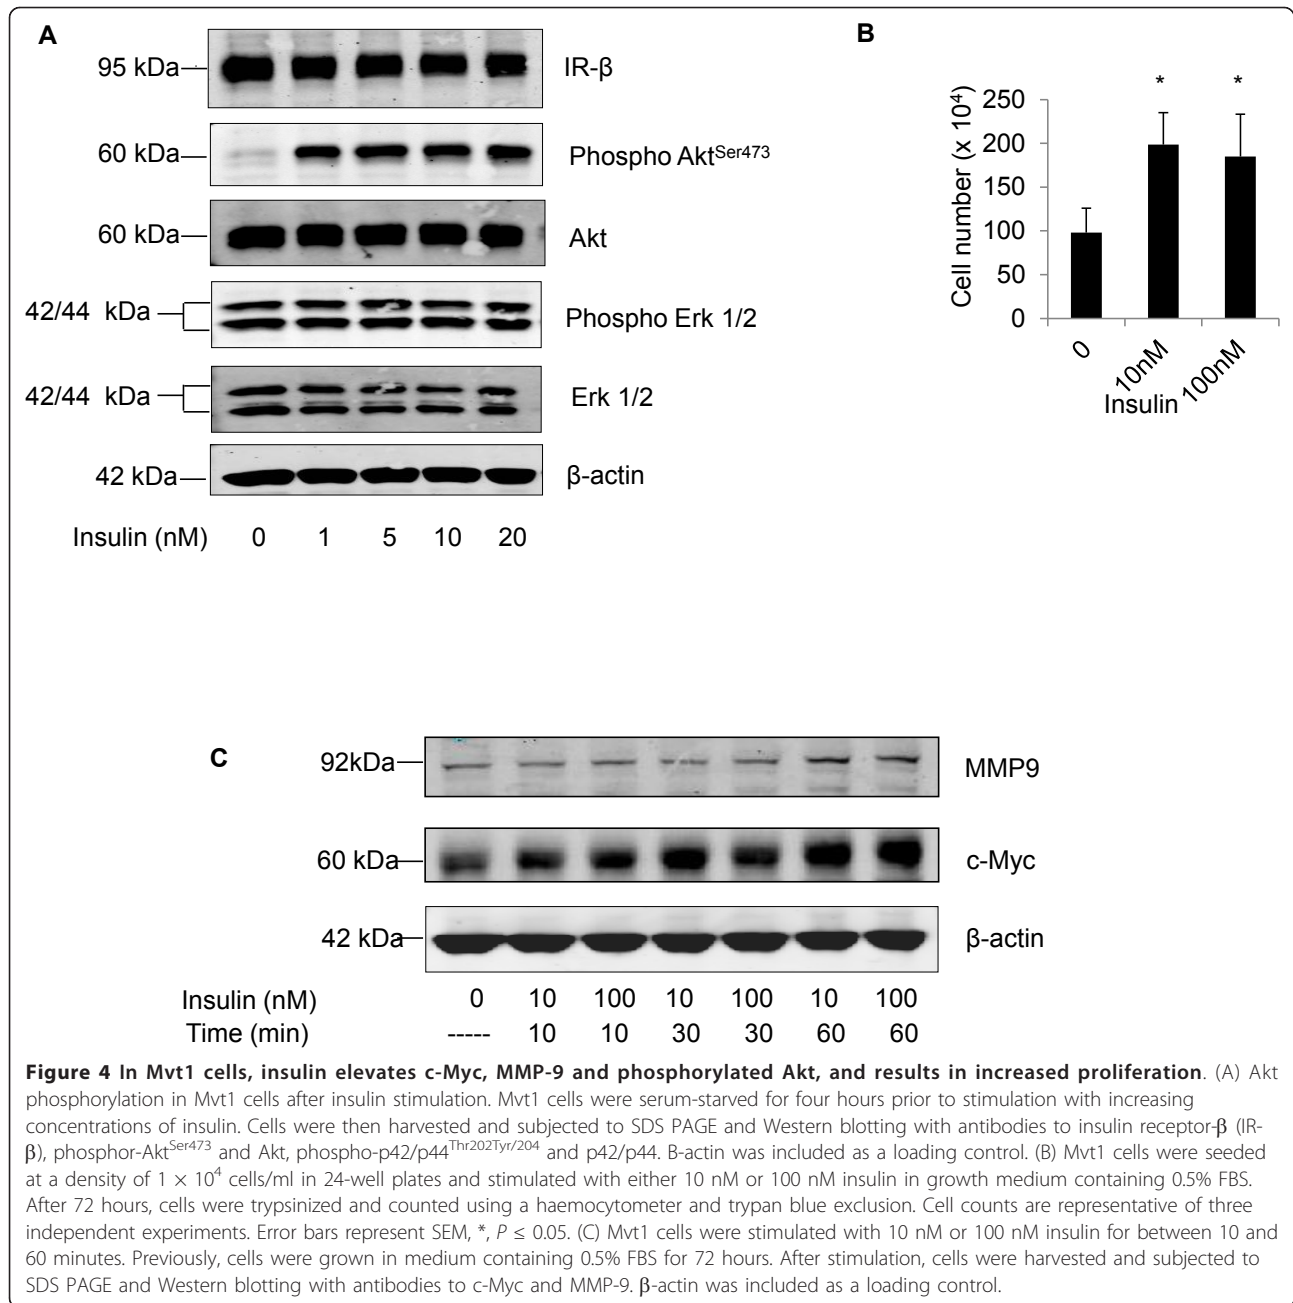 A
95 kDa
IR-β
60 kDa
Phospho Akt^Ser473
60 kDa
Akt
42/44 kDa
Phospho Erk 1/2
42/44 kDa
Erk 1/2
42 kDa
β-actin
Insulin (nM) 0 1 5 10 20
B
* *
Cell number (x 10⁴)
250
200
150
100
50
0
0 10nM 100nM
Insulin
C
92kDa
MMP9
60 kDa
c-Myc
42 kDa
β-actin
Insulin (nM) 0 10 100 10 100 10 100
Time (min) ----- 10 10 30 30 60 60
Figure 4 In Mvt1 cells, insulin elevates c-Myc, MMP-9 and phosphorylated Akt, and results in increased proliferation. (A) Akt
phosphorylation in Mvt1 cells after insulin stimulation. Mvt1 cells were serum-starved for four hours prior to stimulation with increasing
concentrations of insulin. Cells were then harvested and subjected to SDS PAGE and Western blotting with antibodies to insulin receptor-β (IR-
β), phosphor-Akt^Ser473 and Akt, phospho-p42/p44^Thr202Tyr/204 and p42/p44. B-actin was included as a loading control. (B) Mvt1 cells were seeded
at a density of 1 × 10⁴ cells/ml in 24-well plates and stimulated with either 10 nM or 100 nM insulin in growth medium containing 0.5% FBS.
After 72 hours, cells were trypsinized and counted using a haemocytometer and trypan blue exclusion. Cell counts are representative of three
independent experiments. Error bars represent SEM, *, P ≤ 0.05. (C) Mvt1 cells were stimulated with 10 nM or 100 nM insulin for between 10 and
60 minutes. Previously, cells were grown in medium containing 0.5% FBS for 72 hours. After stimulation, cells were harvested and subjected to
SDS PAGE and Western blotting with antibodies to c-Myc and MMP-9. β-actin was included as a loading control.